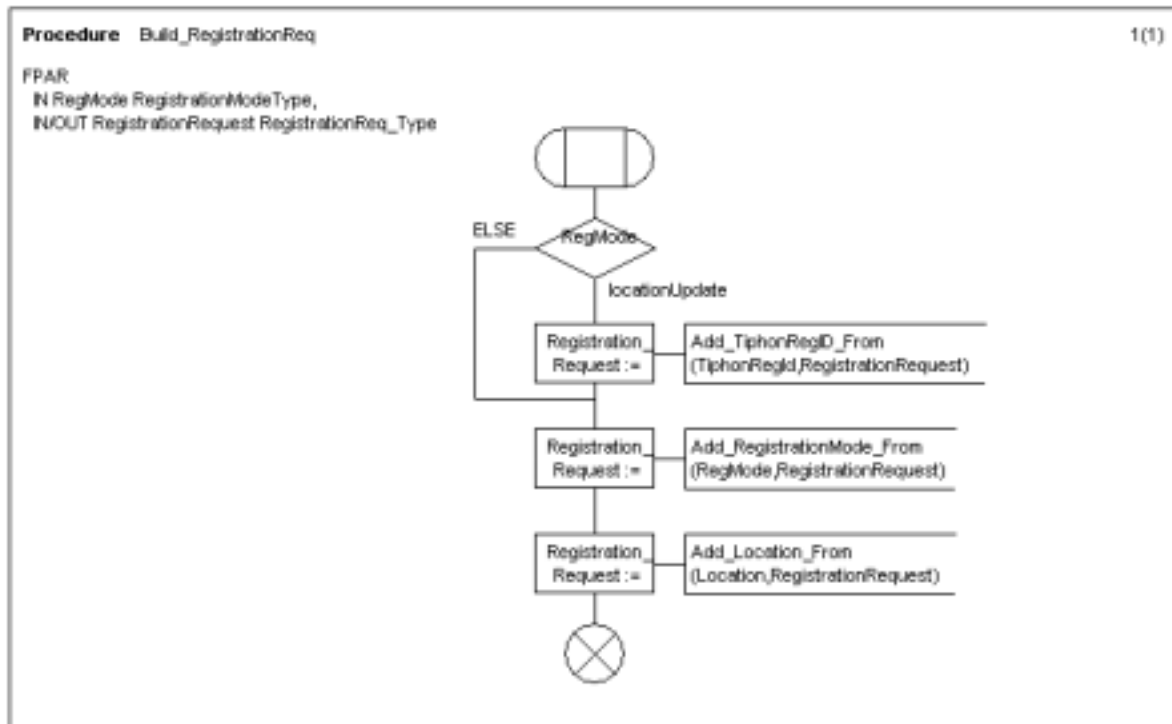 Procedure Build_RegistrationReq 1(1)
FPAR
IN RegMode RegistrationModeType,
IN/OUT RegistrationRequest RegistrationReq_Type
ELSE
RegMode
locationUpdate
Registration_
Request :=
Add_TiphonRegID_From
(TiphonRegId,RegistrationRequest)
Registration_
Request :=
Add_RegistrationMode_From
(RegMode,RegistrationRequest)
Registration_
Request :=
Add_Location_From
(Location,RegistrationRequest)